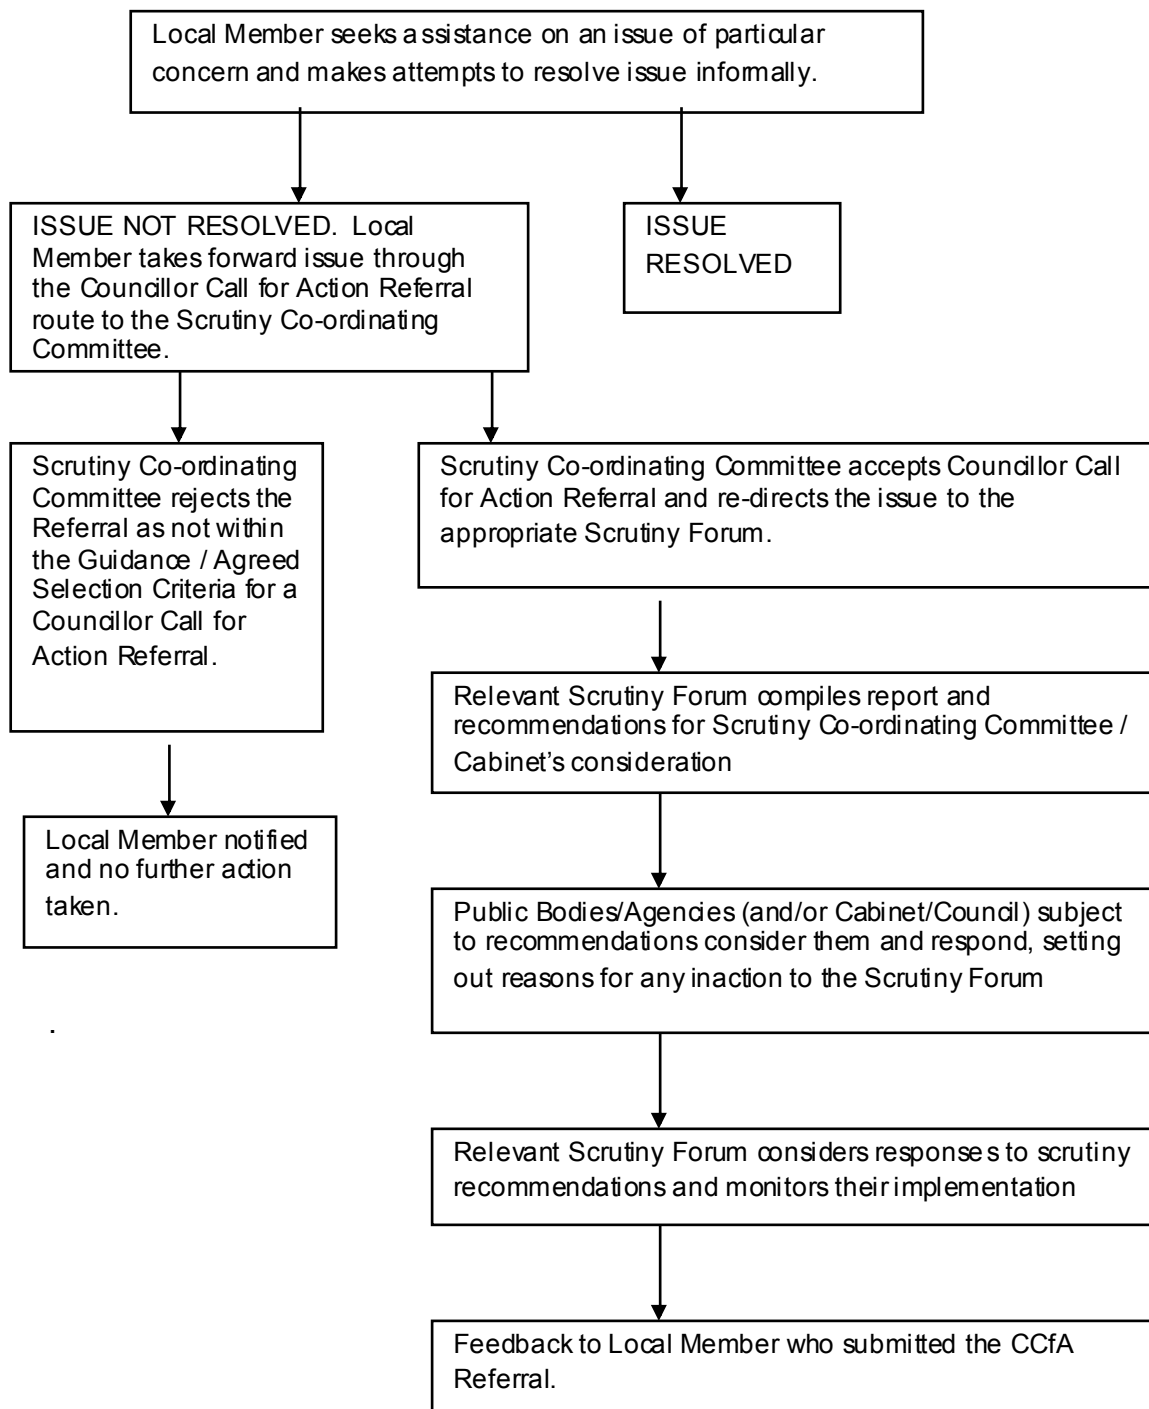 Local Member seeks assistance on an issue of particular
concern and makes attempts to resolve issue informally.
ISSUE NOT RESOLVED. Local
Member takes forward issue through
the Councillor Call for Action Referral
route to the Scrutiny Co-ordinating
Committee.
ISSUE
RESOLVED
Scrutiny Co-ordinating
Committee rejects the
Referral as not within
the Guidance / Agreed
Selection Criteria for a
Councillor Call for
Action Referral.
Scrutiny Co-ordinating Committee accepts Councillor Call
for Action Referral and re-directs the issue to the
appropriate Scrutiny Forum.
Relevant Scrutiny Forum compiles report and
recommendations for Scrutiny Co-ordinating Committee /
Cabinet’s consideration
Local Member notified
and no further action
taken.
Public Bodies/Agencies (and/or Cabinet/Council) subject
to recommendations consider them and respond, setting
out reasons for any inaction to the Scrutiny Forum
.
Relevant Scrutiny Forum considers responses to scrutiny
recommendations and monitors their implementation
Feedback to Local Member who submitted the CCfA
Referral.